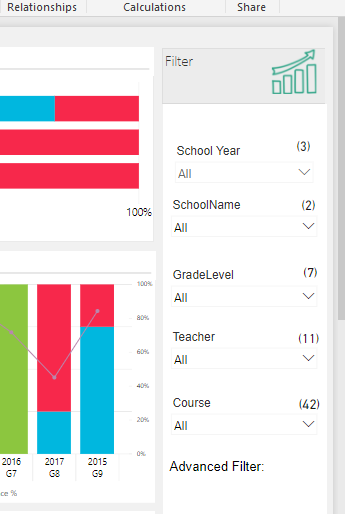 Relationships Calculations Share
Filter
School Year (3)
All
SchoolName (2)
All
GradeLevel (7)
All
Teacher (11)
All
Course (42)
All
Advanced Filter:
100%
100%
80%
60%
40%
20%
0%
2016 2017 2015
G7 G8 G9
ce %